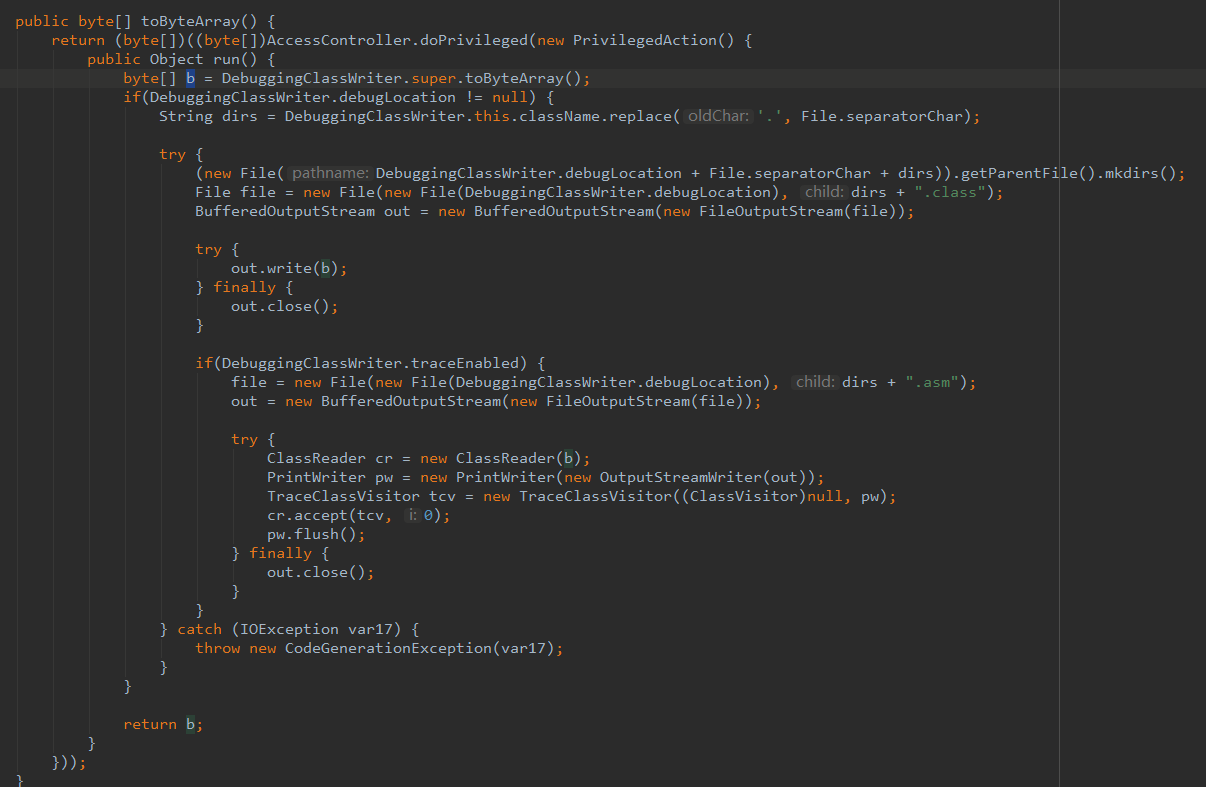 public byte[] toByteArray() {
    return (byte[])((byte[])AccessController.doPrivileged(new PrivilegedAction() {
        public Object run() {
            byte[] b = DebuggingClassWriter.super.toByteArray();
            if(DebuggingClassWriter.debugLocation != null) {
                String dirs = DebuggingClassWriter.this.className.replace( oldChar: '.', File.separatorChar);

                try {
                    (new File( pathname: DebuggingClassWriter.debugLocation + File.separatorChar + dirs)).getParentFile().mkdirs();
                    File file = new File(new File(DebuggingClassWriter.debugLocation), child: dirs + ".class");
                    BufferedOutputStream out = new BufferedOutputStream(new FileOutputStream(file));

                    try {
                        out.write(b);
                    } finally {
                        out.close();
                    }

                    if(DebuggingClassWriter.traceEnabled) {
                        file = new File(new File(DebuggingClassWriter.debugLocation), child: dirs + ".asm");
                        out = new BufferedOutputStream(new FileOutputStream(file));

                        try {
                            ClassReader cr = new ClassReader(b);
                            PrintWriter pw = new PrintWriter(new OutputStreamWriter(out));
                            TraceClassVisitor tcv = new TraceClassVisitor((ClassVisitor)null, pw);
                            cr.accept(tcv, i: 0);
                            pw.flush();
                        } finally {
                            out.close();
                        }
                    }
                } catch (IOException var17) {
                    throw new CodeGenerationException(var17);
                }
            }

            return b;
        }
    }));
}